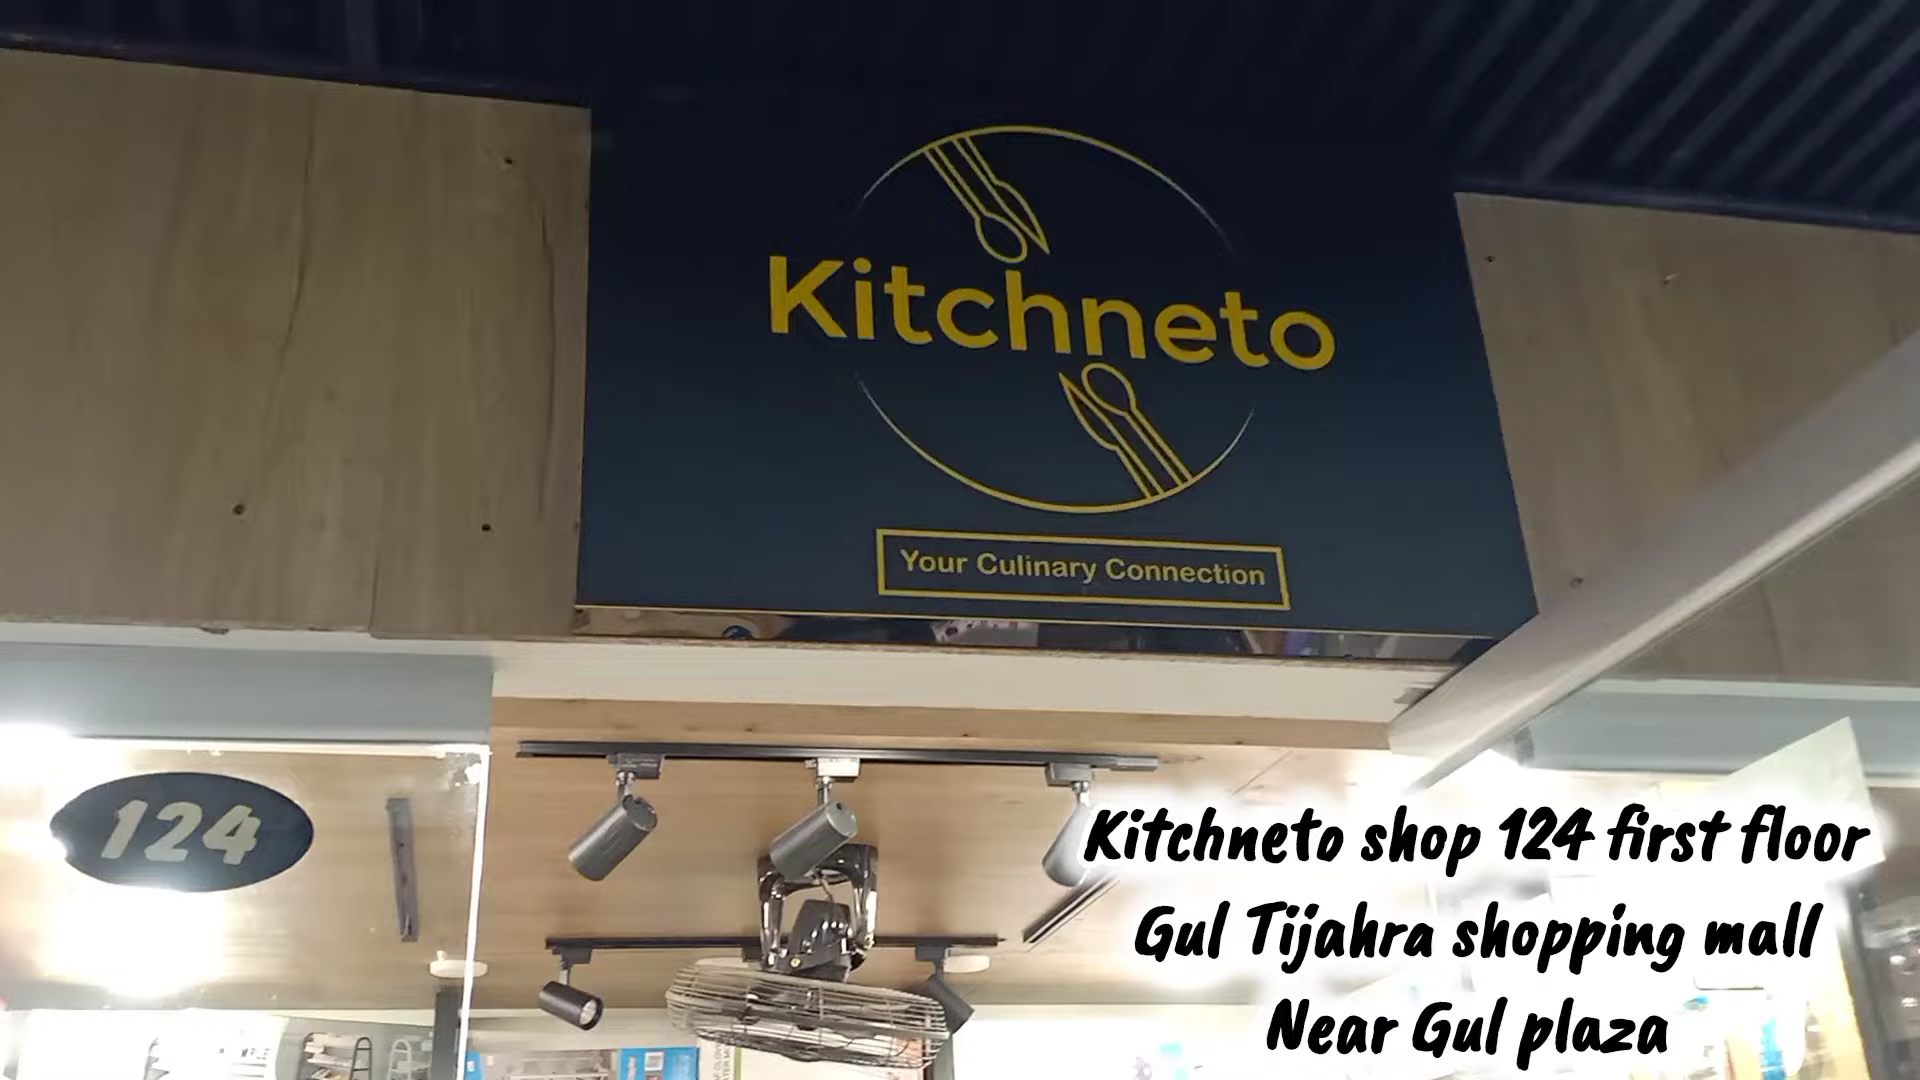 Kitchneto
Your Culinary Connection
124
Kitchneto shop 124 first floor
Gul Tijahra shopping mall
Near Gul plaza